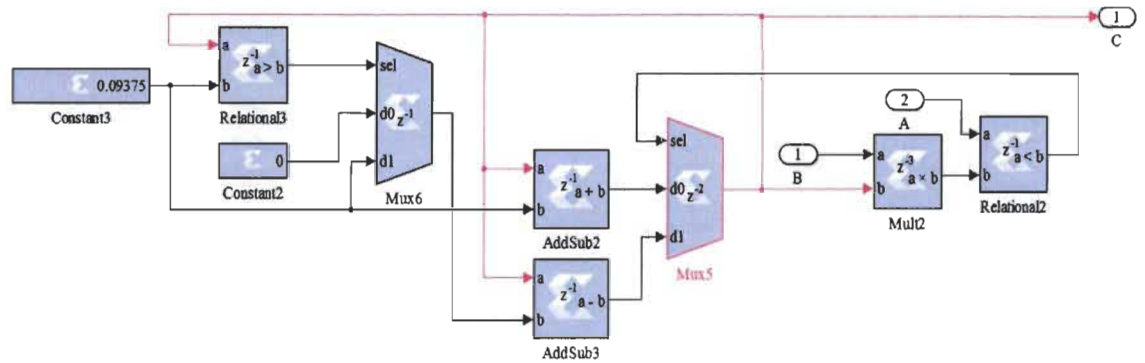 1
C
a
z⁻¹
a > b
b
Relational3
0.09375
Constant3
0
Constant2
sel
d0
z⁻¹
d1
Mux6
a
z⁻¹
a + b
b
AddSub2
a
z⁻¹
a - b
b
AddSub3
sel
d0
z⁻²
d1
Mux5
1
B
2
A
a
z⁻³
a × b
b
Mult2
a
z⁻¹
a < b
b
Relational2